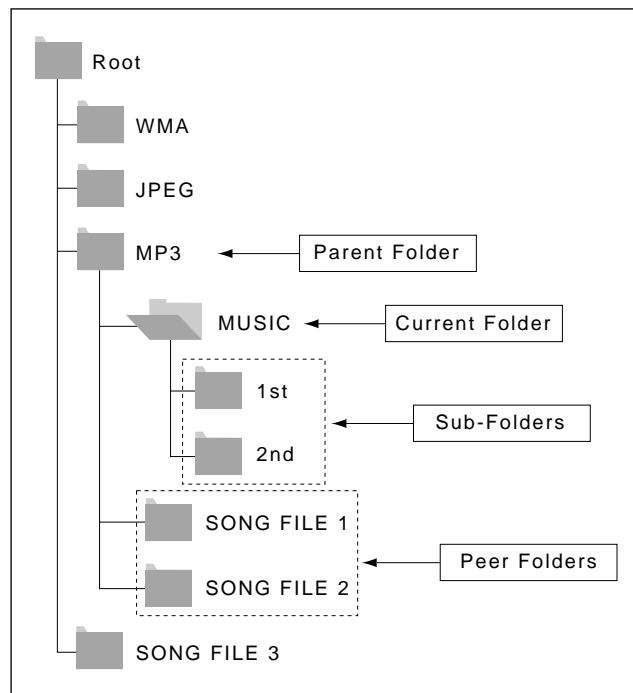 Root
WMA
JPEG
MP3
Parent Folder
MUSIC
Current Folder
1st
Sub-Folders
2nd
SONG FILE 1
Peer Folders
SONG FILE 2
SONG FILE 3